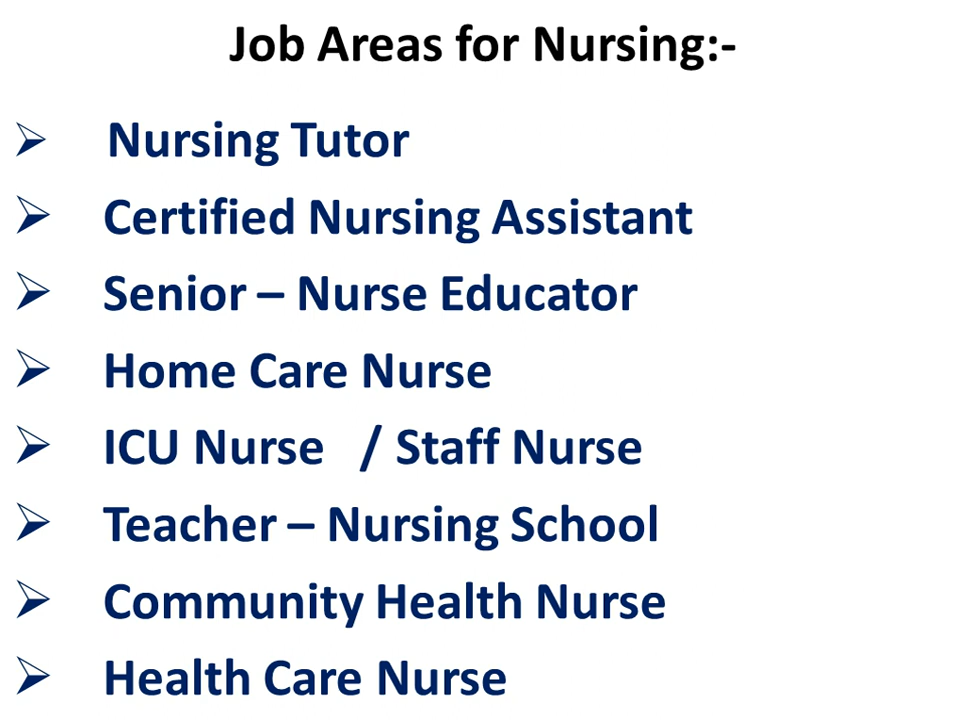 Job Areas for Nursing:-
➢ Nursing Tutor
➢ Certified Nursing Assistant
➢ Senior – Nurse Educator
➢ Home Care Nurse
➢ ICU Nurse / Staff Nurse
➢ Teacher – Nursing School
➢ Community Health Nurse
➢ Health Care Nurse